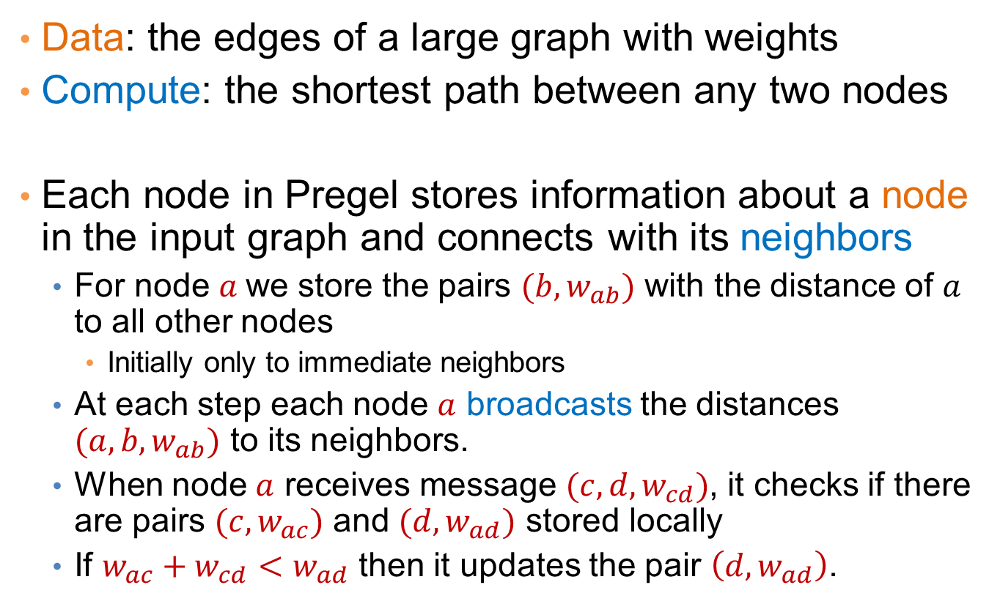 • Data: the edges of a large graph with weights
• Compute: the shortest path between any two nodes
• Each node in Pregel stores information about a node
in the input graph and connects with its neighbors
• For node a we store the pairs (b, w_{ab}) with the distance of a
to all other nodes
• Initially only to immediate neighbors
• At each step each node a broadcasts the distances
(a, b, w_{ab}) to its neighbors.
• When node a receives message (c, d, w_{cd}), it checks if there
are pairs (c, w_{ac}) and (d, w_{ad}) stored locally
• If w_{ac} + w_{cd} < w_{ad} then it updates the pair (d, w_{ad}).